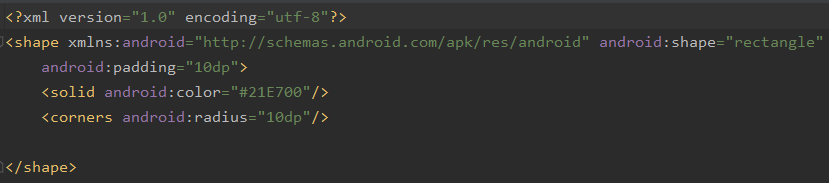 <?xml version="1.0" encoding="utf-8"?>
<shape xmlns:android="http://schemas.android.com/apk/res/android" android:shape="rectangle"
    android:padding="10dp">
    <solid android:color="#21E700"/>
    <corners android:radius="10dp"/>

</shape>